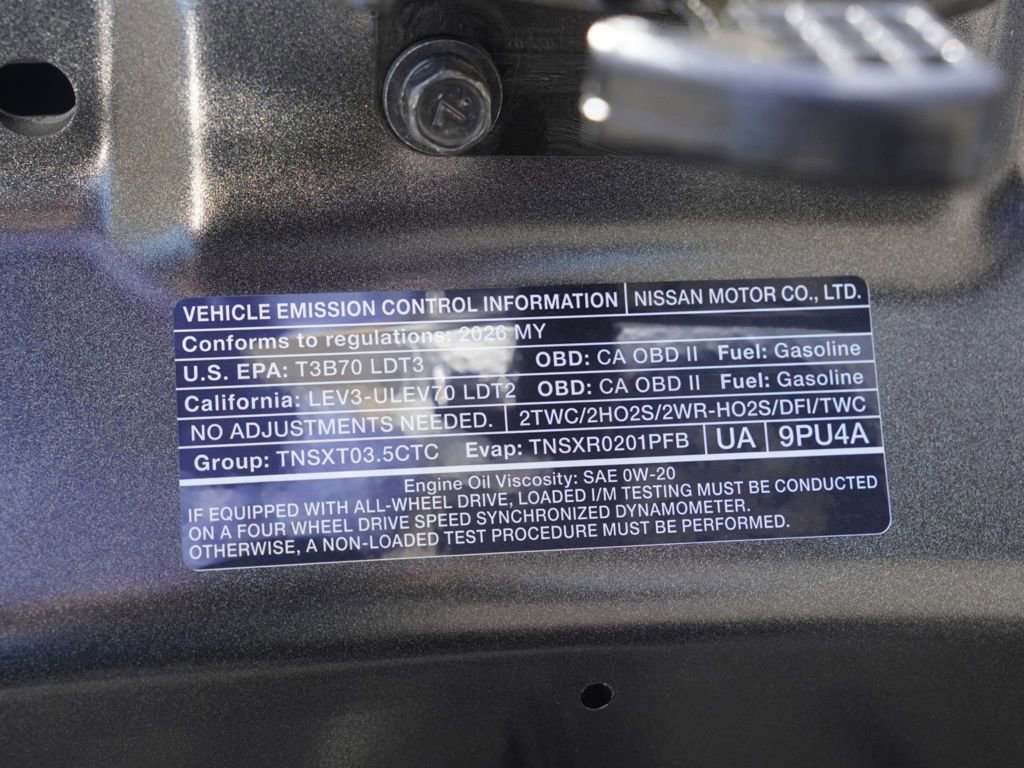 VEHICLE EMISSION CONTROL INFORMATION NISSAN MOTOR CO., LTD.
Conforms to regulations: 2026 MY
U.S. EPA: T3B70 LDT3 OBD: CA OBD II Fuel: Gasoline
California: LEV3-ULEV70 LDT2 OBD: CA OBD II Fuel: Gasoline
NO ADJUSTMENTS NEEDED. 2TWC/2HO2S/2WR-HO2S/DFI/TWC
Group: TNSXT03.5CTC Evap: TNSXR0201PFB UA 9PU4A
Engine Oil Viscosity: SAE 0W-20
IF EQUIPPED WITH ALL-WHEEL DRIVE, LOADED I/M TESTING MUST BE CONDUCTED
ON A FOUR WHEEL DRIVE SPEED SYNCHRONIZED DYNAMOMETER.
OTHERWISE, A NON-LOADED TEST PROCEDURE MUST BE PERFORMED.